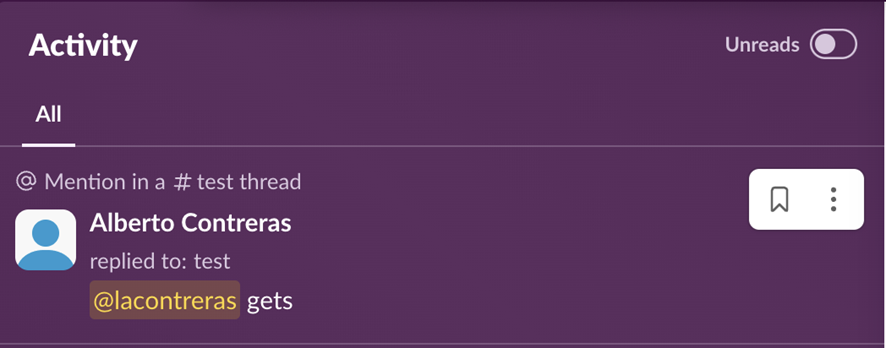 Activity
Unreads
All
@ Mention in a # test thread
Alberto Contreras
replied to: test
@lacontreras gets